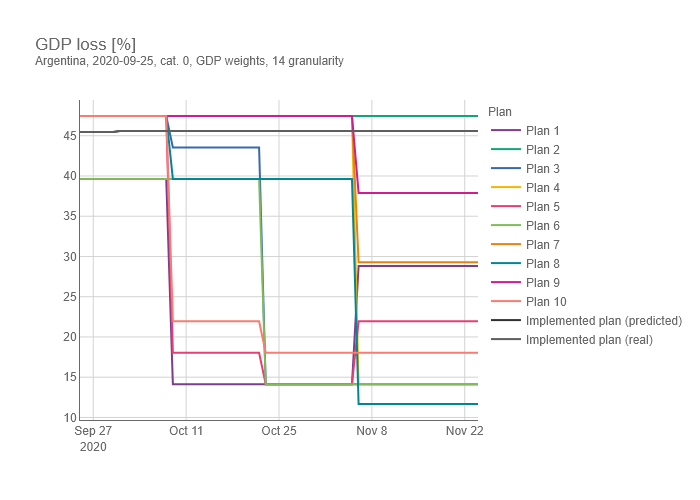 GDP loss [%]
Argentina, 2020-09-25, cat. 0, GDP weights, 14 granularity
Plan
Plan 1
Plan 2
Plan 3
Plan 4
Plan 5
Plan 6
Plan 7
Plan 8
Plan 9
Plan 10
Implemented plan (predicted)
Implemented plan (real)
45
40
35
30
25
20
15
10
Sep 27 Oct 11 Oct 25 Nov 8 Nov 22
2020